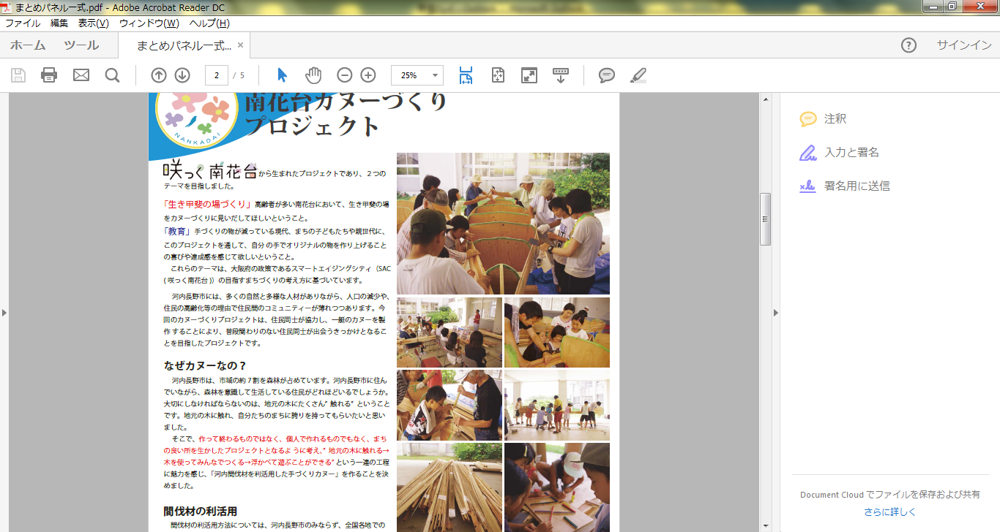 まとめパネル一式.pdf - Adobe Acrobat Reader DC
ファイル 編集 表示(V) ウィンドウ(W) ヘルプ(H)
ホーム ツール まとめパネル一式... × ? サインイン
2 / 5 25%
南花台カヌーづくり
プロジェクト
NANKADAI
咲っく南花台から生まれたプロジェクトであり、２つの
テーマを目指しました。
「生き甲斐の場づくり」高齢者が多い南花台において、生き甲斐の場
をカヌーづくりに見いだしてほしいということ。
「教育」手づくりの物が減っている現代、まちの子どもたちや親世代に、
このプロジェクトを通して、自分の手でオリジナルの物を作り上げること
の喜びや達成感を感じて欲しいということ。
これらのテーマは、大阪府の政策であるスマートエイジングシティ（SAC
( 咲っく南花台 )）の目指すまちづくりの考え方に基づいています。
河内長野市には、多くの自然と多様な人材がありながら、人口の減少や、
住民の高齢化等の理由で住民間のコミュニティーが薄れつつあります。今
回のカヌーづくりプロジェクトは、住民同士が協力し、一艇のカヌーを製
作することにより、普段関わりのない住民同士が出会うきっかけとなるこ
とを目指したプロジェクトです。
なぜカヌーなの？
河内長野市は、市域の約７割を森林が占めています。河内長野市に住ん
でいながら、森林を意識して生活している住民がどれほどいるでしょうか。
大切にしなければならないのは、地元の木にたくさん” 触れる” ということ
です。地元の木に触れ、自分たちのまちに誇りを持ってもらいたいと思い
ました。
そこで、作って終わるものではなく、個人で作れるものでもなく、まち
の良い所を生かしたプロジェクトとなるように考え、” 地元の木に触れる→
木を使ってみんなでつくる→浮かべて遊ぶことができる” という一連の工程
に魅力を感じ、「河内間伐材を利活用した手づくりカヌー」を作ることを決
めました。
間伐材の利活用
間伐材の利活用方法については、河内長野市のみならず、全国各地での
注釈
入力と署名
署名用に送信
Document Cloud でファイルを保存および共有
さらに詳しく